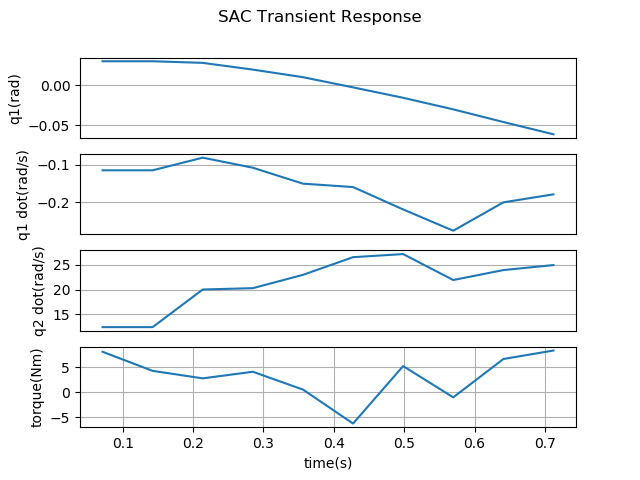 SAC Transient Response
q1(rad)
0.00
−0.05
q1 dot(rad/s)
−0.1
−0.2
q2 dot(rad/s)
25
20
15
torque(Nm)
5
0
−5
0.1 0.2 0.3 0.4 0.5 0.6 0.7
time(s)